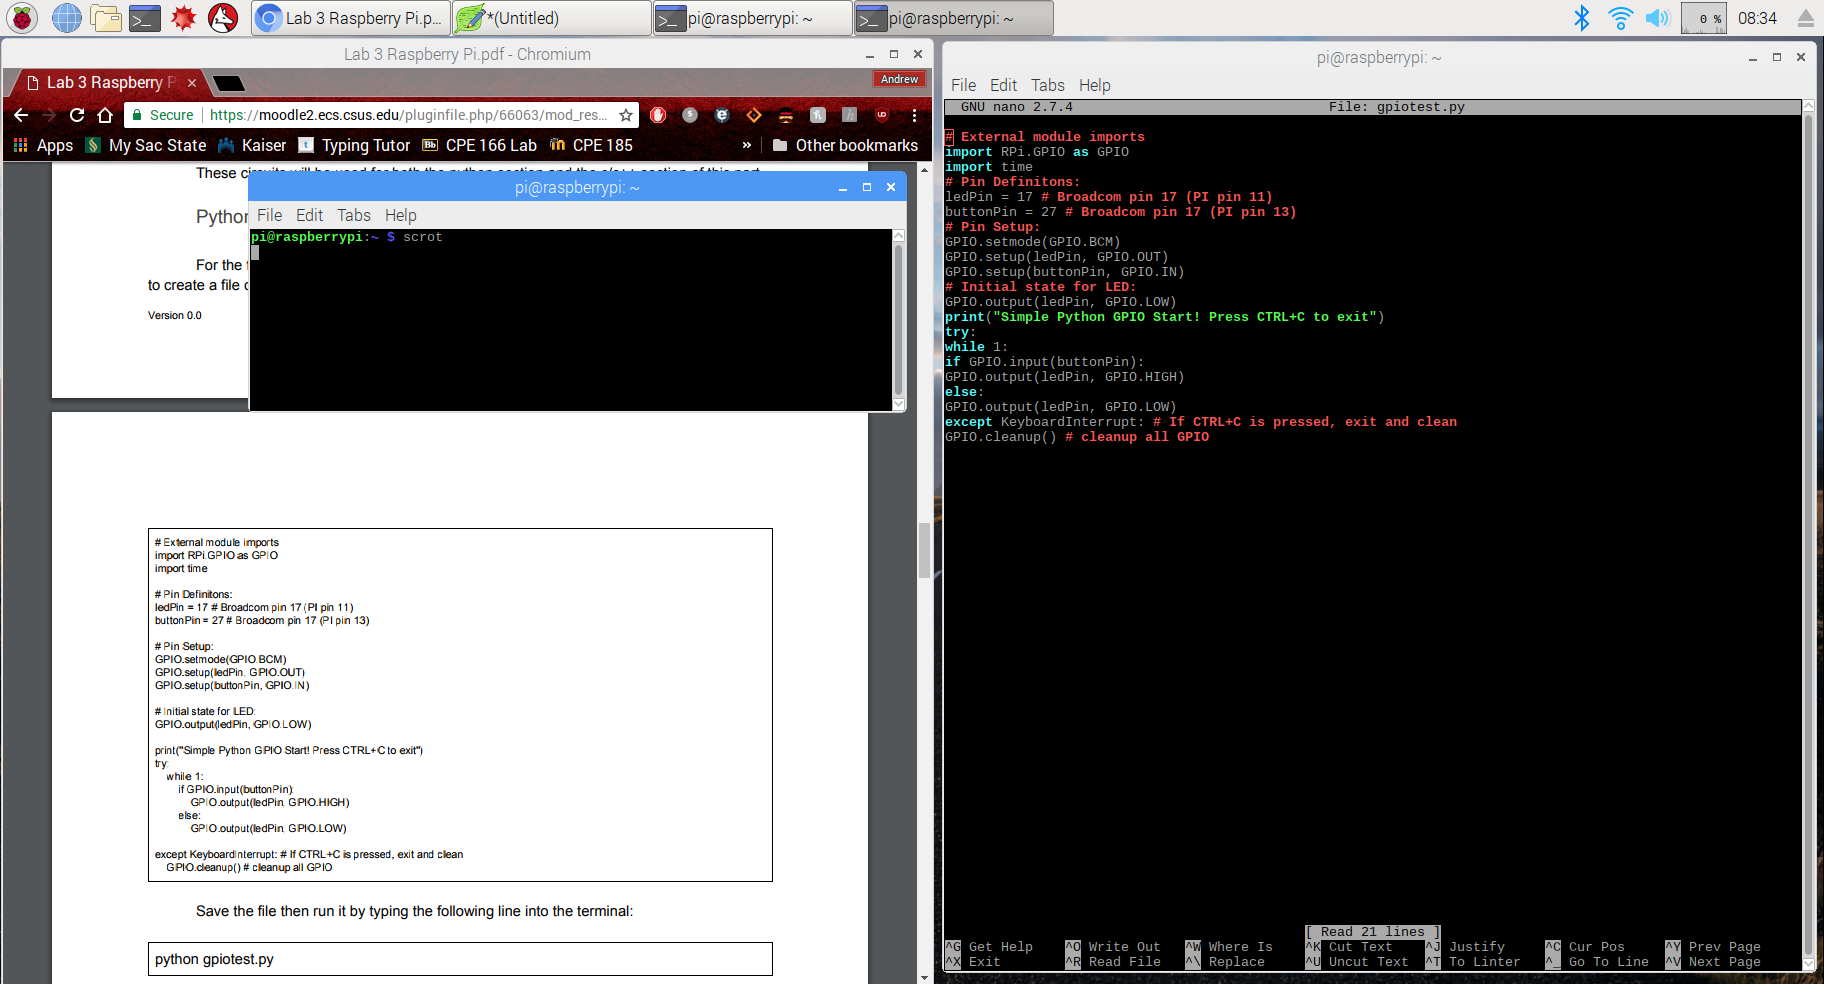 Lab 3 Raspberry Pi.p...
*(Untitled)
pi@raspberrypi: ~
pi@raspberrypi: ~
0 %
08:34
Lab 3 Raspberry Pi.pdf - Chromium
Lab 3 Raspberry P
Andrew
Secure
https://moodle2.ecs.csus.edu/pluginfile.php/66063/mod_res...
Apps
My Sac State
Kaiser
Typing Tutor
CPE 166 Lab
CPE 185
»
Other bookmarks
These
Python
For the
to create a file
Version 0.0
pi@raspberrypi: ~
File Edit Tabs Help
pi@raspberrypi:~ $ scrot
# External module imports
import RPi.GPIO as GPIO
import time
# Pin Definitons:
ledPin = 17 # Broadcom pin 17 (PI pin 11)
buttonPin = 27 # Broadcom pin 17 (PI pin 13)
# Pin Setup:
GPIO.setmode(GPIO.BCM)
GPIO.setup(ledPin, GPIO.OUT)
GPIO.setup(buttonPin, GPIO.IN)
# Initial state for LED:
GPIO.output(ledPin, GPIO.LOW)
print("Simple Python GPIO Start! Press CTRL+C to exit")
try:
while 1:
if GPIO.input(buttonPin):
GPIO.output(ledPin, GPIO.HIGH)
else:
GPIO.output(ledPin, GPIO.LOW)
except KeyboardInterrupt: # If CTRL+C is pressed, exit and clean
GPIO.cleanup() # cleanup all GPIO
Save the file then run it by typing the following line into the terminal:
python gpiotest.py
pi@raspberrypi: ~
File Edit Tabs Help
GNU nano 2.7.4 File: gpiotest.py
# External module imports
import RPi.GPIO as GPIO
import time
# Pin Definitons:
ledPin = 17 # Broadcom pin 17 (PI pin 11)
buttonPin = 27 # Broadcom pin 17 (PI pin 13)
# Pin Setup:
GPIO.setmode(GPIO.BCM)
GPIO.setup(ledPin, GPIO.OUT)
GPIO.setup(buttonPin, GPIO.IN)
# Initial state for LED:
GPIO.output(ledPin, GPIO.LOW)
print("Simple Python GPIO Start! Press CTRL+C to exit")
try:
while 1:
if GPIO.input(buttonPin):
GPIO.output(ledPin, GPIO.HIGH)
else:
GPIO.output(ledPin, GPIO.LOW)
except KeyboardInterrupt: # If CTRL+C is pressed, exit and clean
GPIO.cleanup() # cleanup all GPIO
[ Read 21 lines ]
^G Get Help ^O Write Out ^W Where Is ^K Cut Text ^J Justify ^C Cur Pos ^Y Prev Page
^X Exit ^R Read File ^\ Replace ^U Uncut Text ^T To Linter ^_ Go To Line ^V Next Page